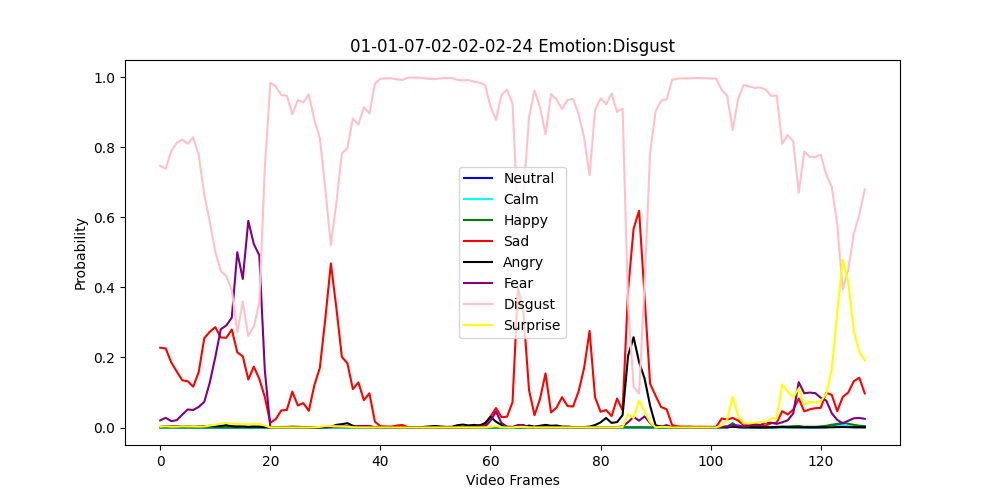 01-01-07-02-02-02-24 Emotion:Disgust
Probability
1.0
0.8
0.6
0.4
0.2
0.0
Neutral
Calm
Happy
Sad
Angry
Fear
Disgust
Surprise
0 20 40 60 80 100 120
Video Frames